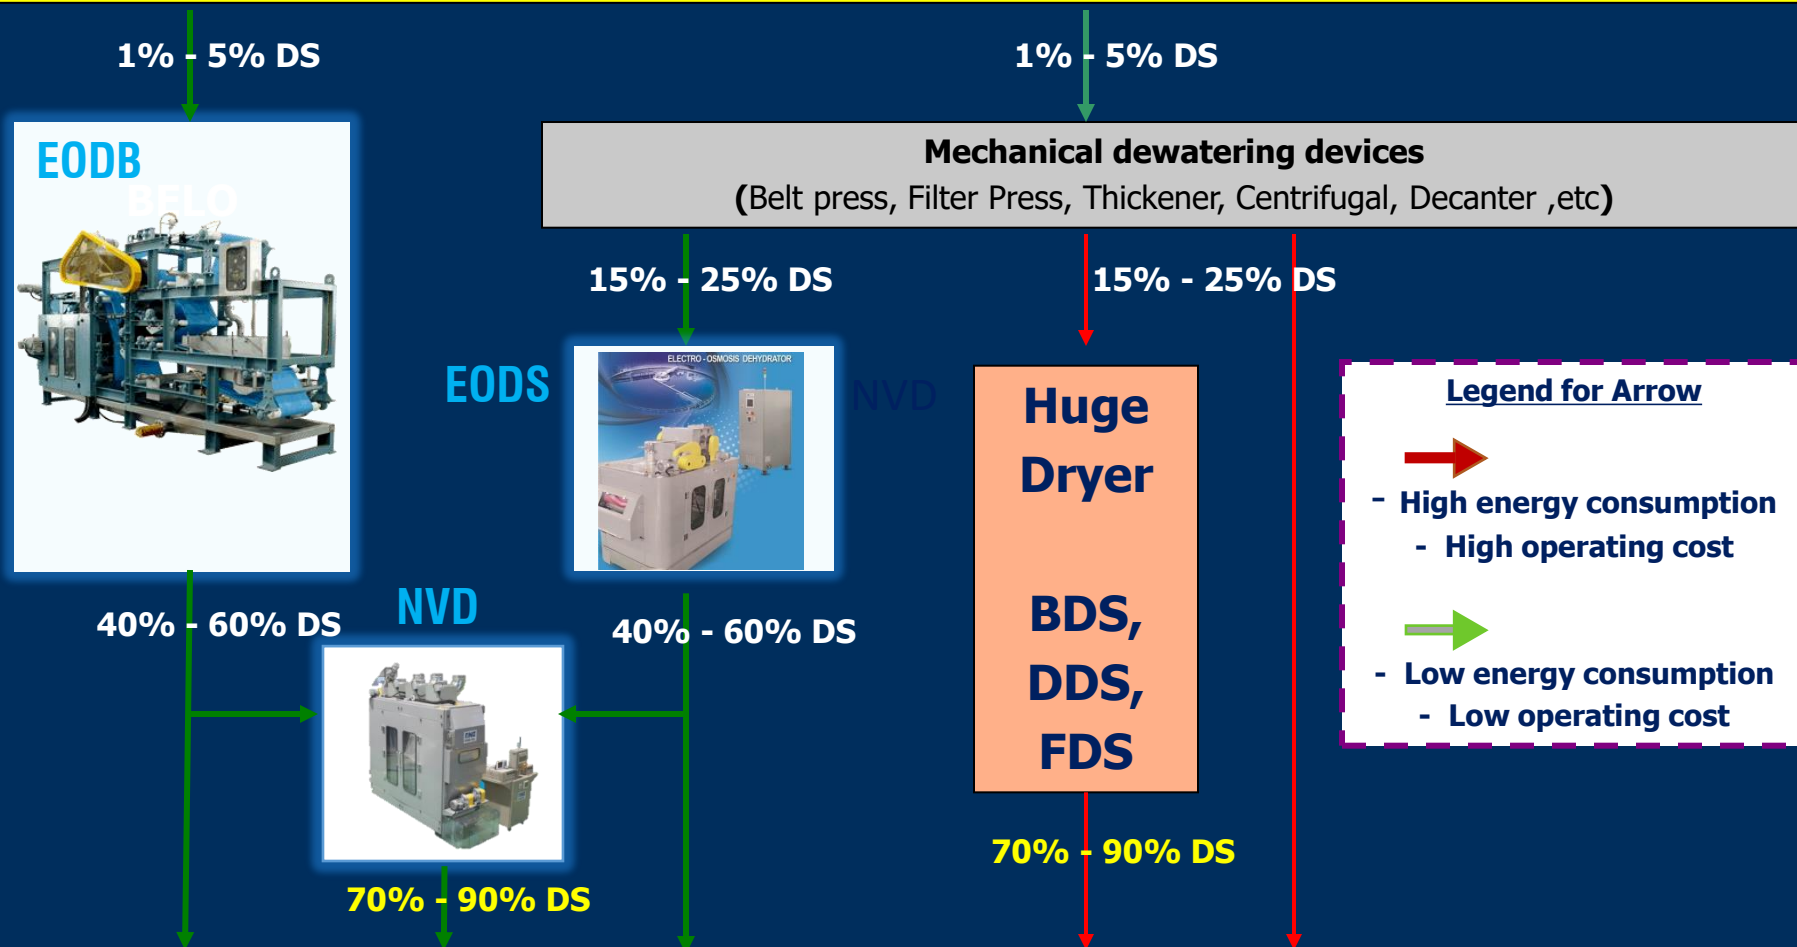 1% - 5% DS
1% - 5% DS
EODB
BELO
Mechanical dewatering devices
(Belt press, Filter Press, Thickener, Centrifugal, Decanter ,etc)
15% - 25% DS
15% - 25% DS
EODS
ELECTRO - OSMOSIS DEHYDRATOR
NVD
Huge
Dryer
BDS,
DDS,
FDS
Legend for Arrow
- High energy consumption
- High operating cost
- Low energy consumption
- Low operating cost
40% - 60% DS
NVD
40% - 60% DS
70% - 90% DS
70% - 90% DS